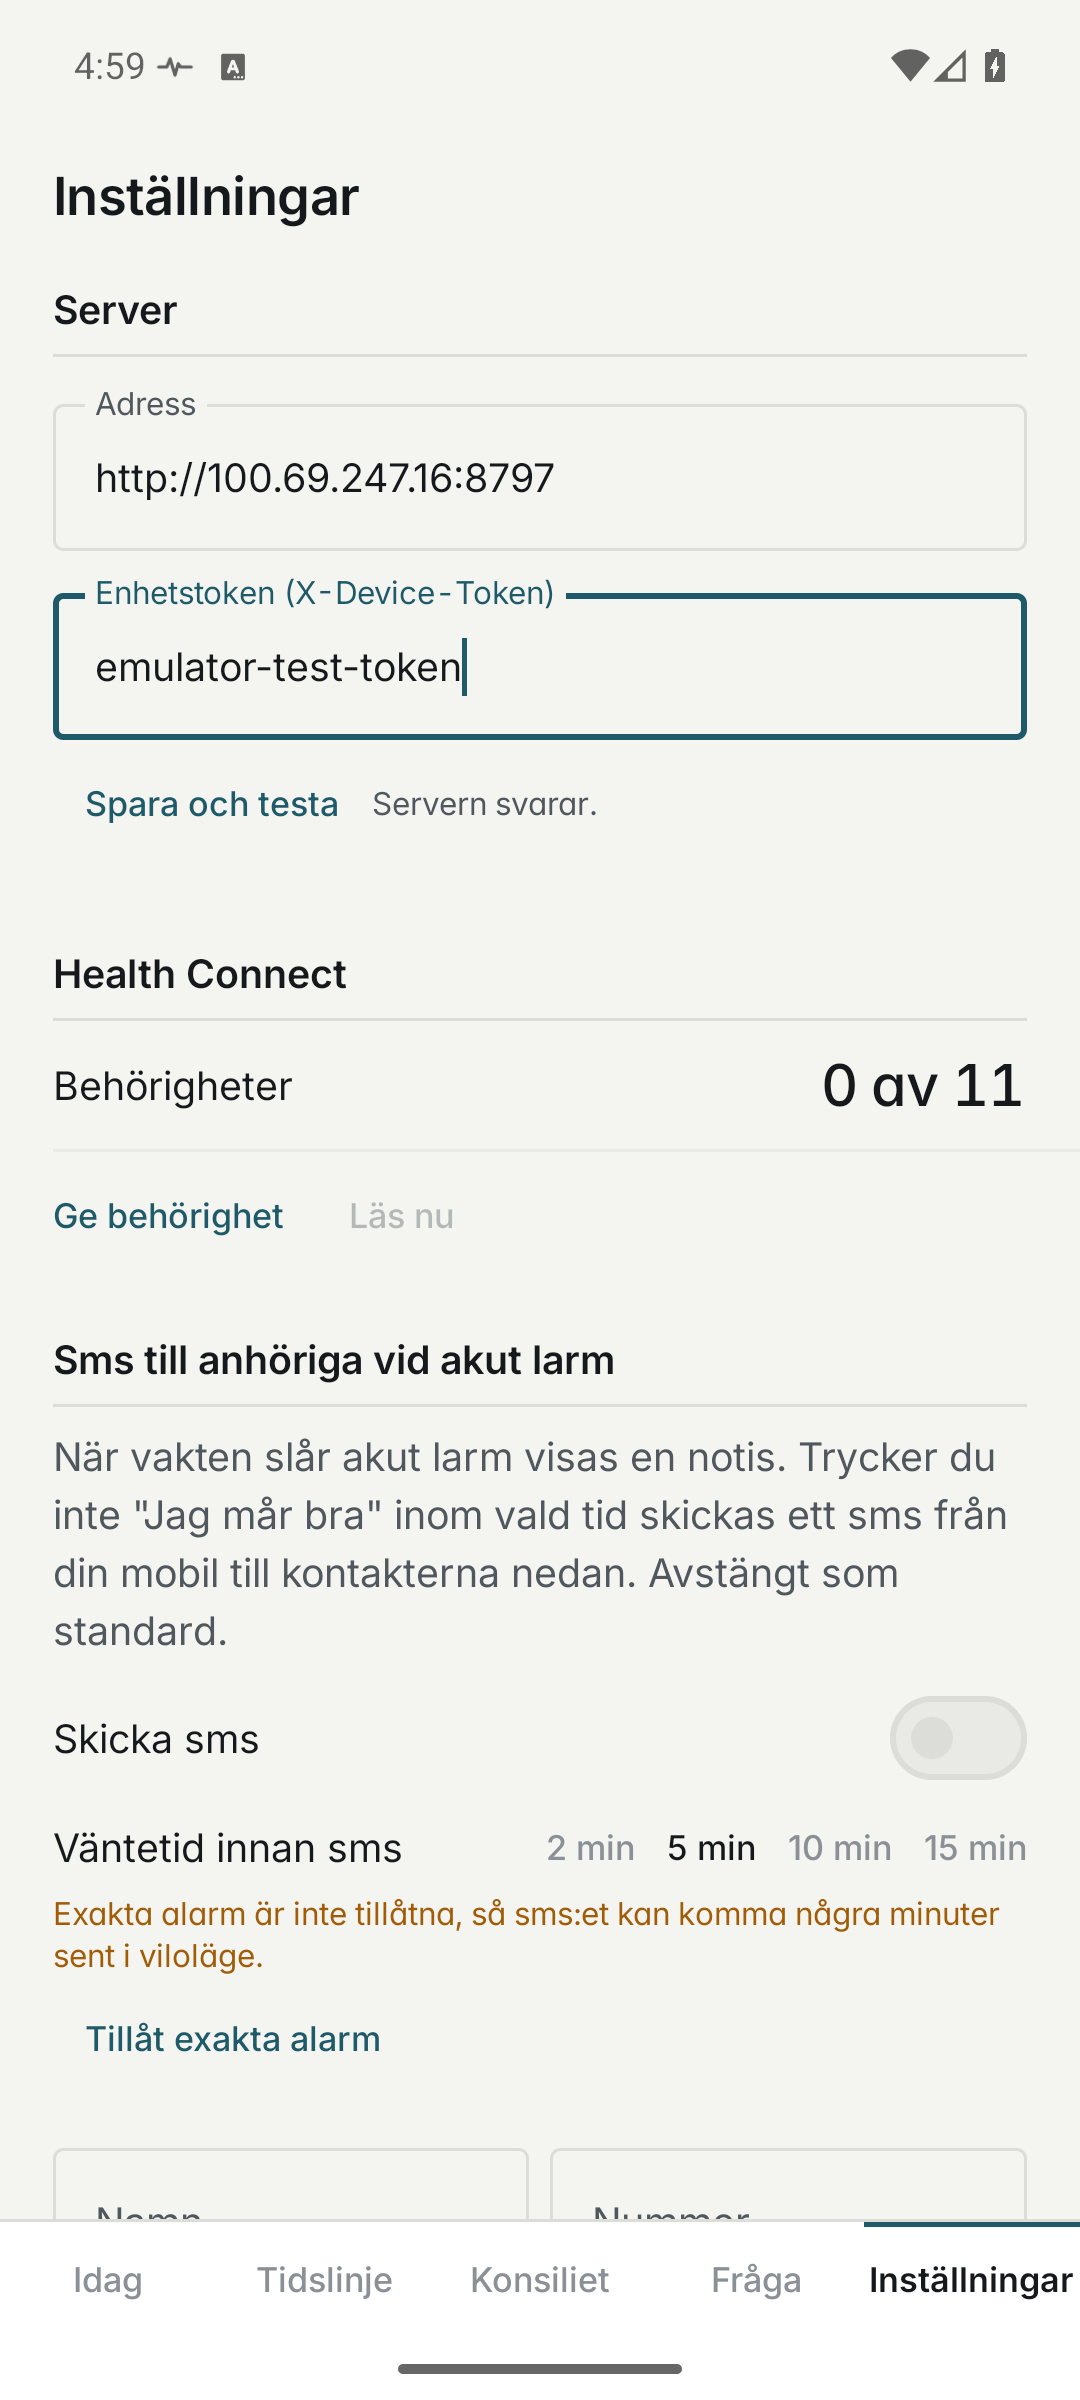 4:59
Inställningar
Server
Adress
http://100.69.247.16:8797
Enhetstoken (X-Device-Token)
emulator-test-token
Spara och testa Servern svarar.
Health Connect
Behörigheter 0 av 11
Ge behörighet Läs nu
Sms till anhöriga vid akut larm
När vakten slår akut larm visas en notis. Trycker du
inte "Jag mår bra" inom vald tid skickas ett sms från
din mobil till kontakterna nedan. Avstängt som
standard.
Skicka sms
Väntetid innan sms 2 min 5 min 10 min 15 min
Exakta alarm är inte tillåtna, så sms:et kan komma några minuter
sent i viloläge.
Tillåt exakta alarm
Namn Nummer
Idag Tidslinje Konsiliet Fråga Inställningar